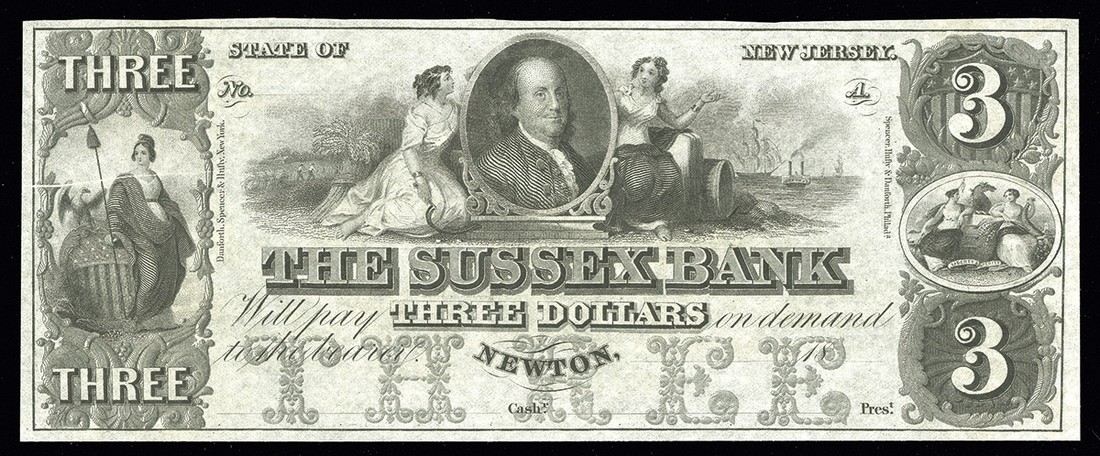 THREE
STATE OF
NEW JERSEY.
No.
A.
3
Danforth, Spencer & Hufty, New York.
Spencer, Hufty & Danforth, Philad.ª
THE SUSSEX BANK
Will pay THREE DOLLARS on demand
to the bearer.
NEWTON,
18
THREE
THREE
Cash.r
Pres.t
3